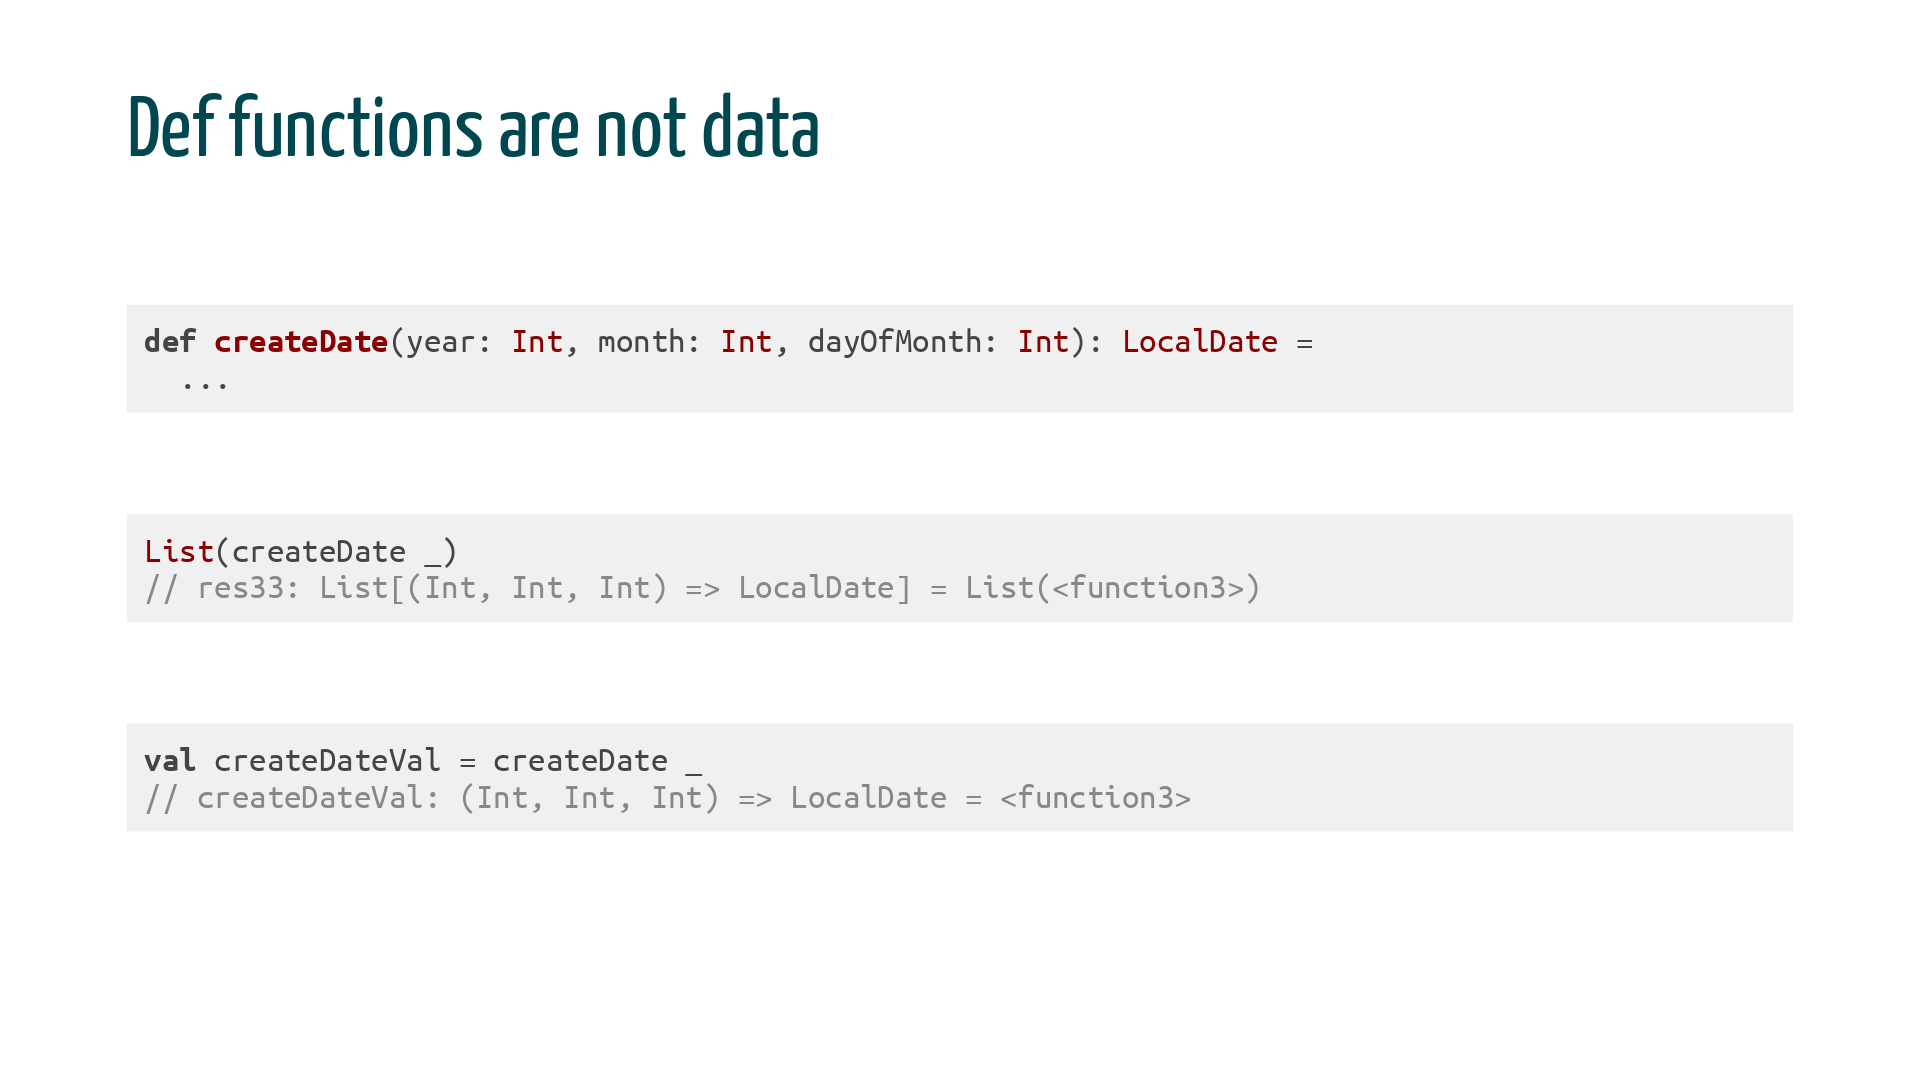 Def functions are not data
def createDate(year: Int, month: Int, dayOfMonth: Int): LocalDate =
  ...
List(createDate _)
// res33: List[(Int, Int, Int) => LocalDate] = List(<function3>)
val createDateVal = createDate _
// createDateVal: (Int, Int, Int) => LocalDate = <function3>